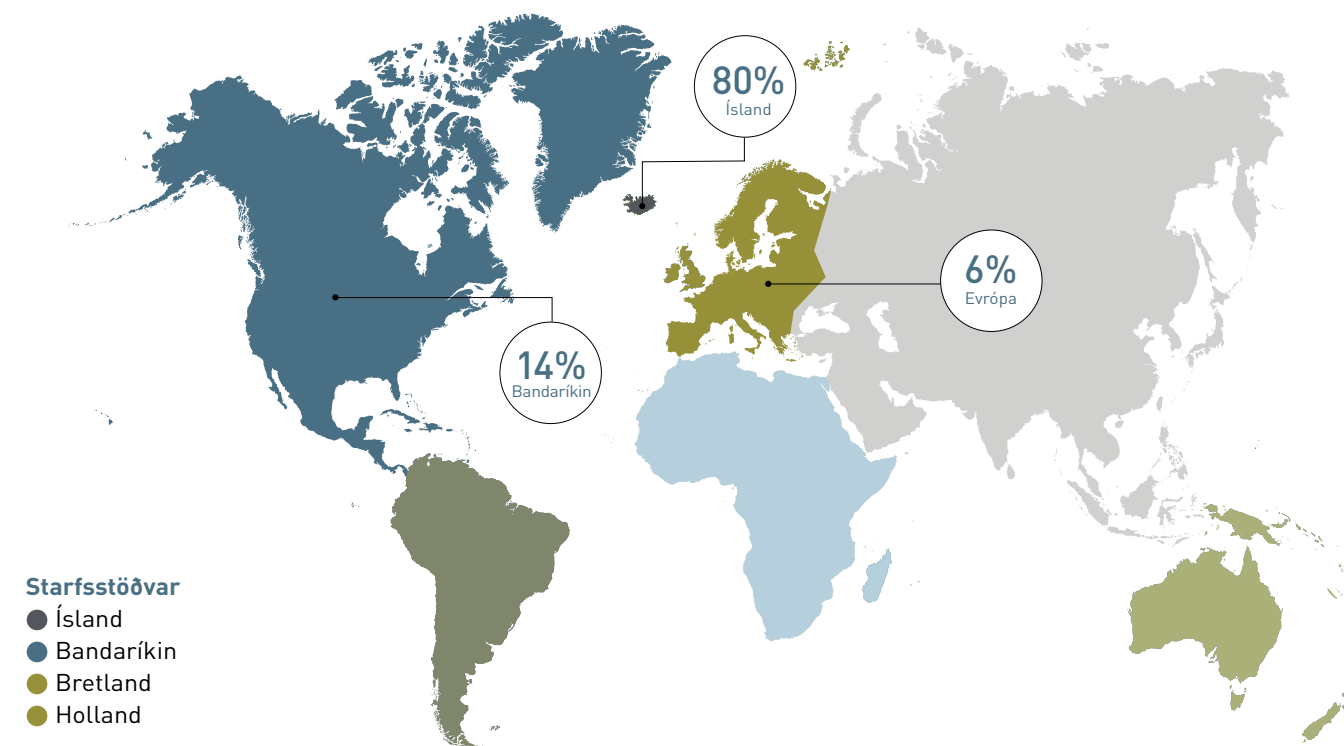 80%
Ísland
6%
Evrópa
14%
Bandaríkin
Starfsstöðvar
Ísland
Bandaríkin
Bretland
Holland